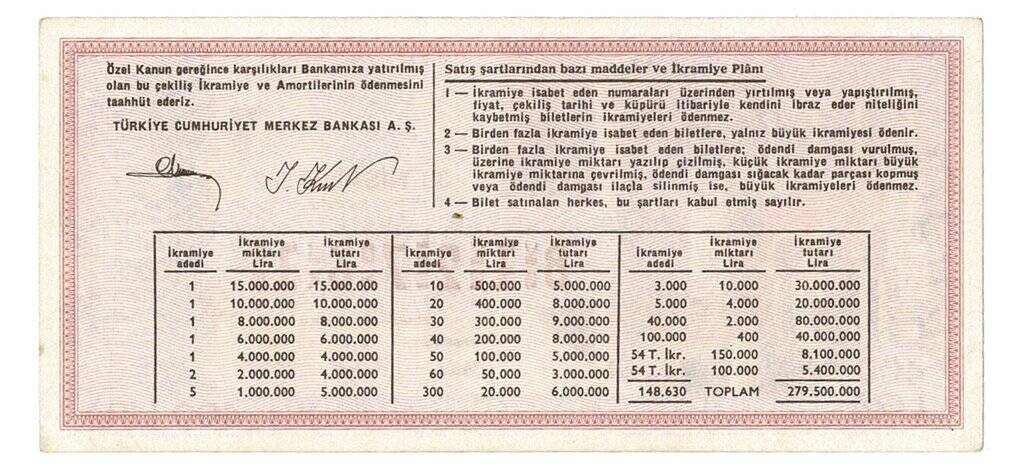 Özel Kanun gereğince karşılıkları Bankamıza yatırılmış
olan bu çekiliş İkramiye ve Amortilerinin ödenmesini
taahhüt ederiz.
TÜRKİYE CUMHURİYET MERKEZ BANKASI A. Ş.
Satış şartlarından bazı maddeler ve İkramiye Plânı
1 — İkramiye isabet eden numaraları üzerinden yırtılmış veya yapıştırılmış,
fiyat, çekiliş tarihi ve küpürü itibariyle kendini ibraz eder niteliğini
kaybetmiş biletlerin ikramiyeleri ödenmez.
2 — Birden fazla ikramiye isabet eden biletlere, yalnız büyük ikramiyesi ödenir.
3 — Birden fazla ikramiye isabet eden biletlere; ödendi damgası vurulmuş,
üzerine ikramiye miktarı yazılıp çizilmiş, küçük ikramiye miktarı büyük
ikramiye miktarına çevrilmiş, ödendi damgası sığacak kadar parçası kopmuş
veya ödendi damgası ilaçla silinmiş ise, büyük ikramiyeleri ödenmez.
4 — Bilet satınalan herkes, bu şartları kabul etmiş sayılır.
İkramiye adedi İkramiye miktarı Lira İkramiye tutarı Lira İkramiye adedi İkramiye miktarı Lira İkramiye tutarı Lira İkramiye adedi İkramiye miktarı Lira İkramiye tutarı Lira
1 15.000.000 15.000.000 10 500.000 5.000.000 3.000 10.000 30.000.000
1 10.000.000 10.000.000 20 400.000 8.000.000 5.000 4.000 20.000.000
1 8.000.000 8,000.000 30 300.000 9.000.000 40.000 2.000 80.000.000
1 6.000.000 6.000.000 40 200.000 8.000.000 100.000 400 40.000.000
1 4.000.000 4.000.000 50 100.000 5.000.000 54 T. İkr. 150.000 8.100.000
2 2.000.000 4.000.000 60 50,000 3.000.000 54 T. İkr. 100.000 5.400.000
5 1.000.000 5.000.000 300 20.000 6.000.000 148.630 TOPLAM 279.500.000